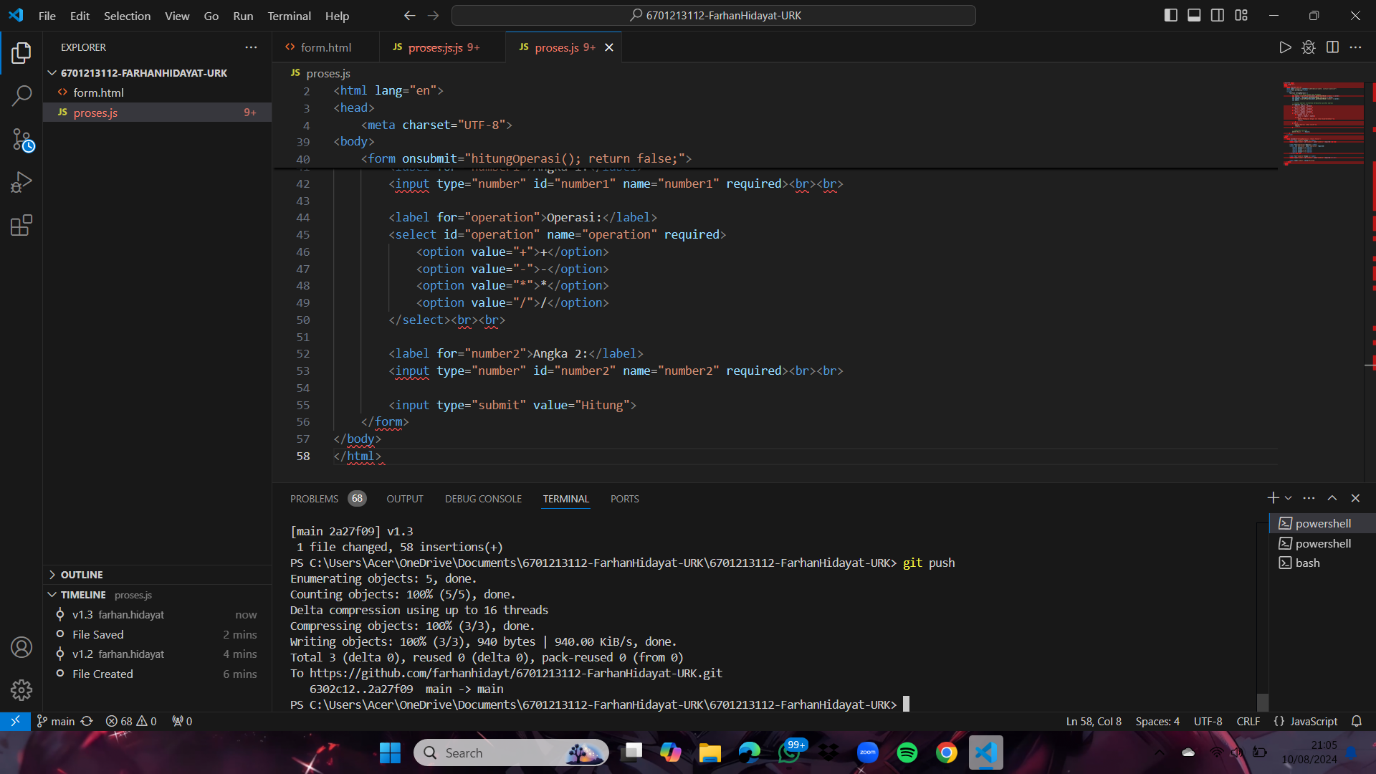 File Edit Selection View Go Run Terminal Help
6701213112-FarhanHidayat-URK
EXPLORER
6701213112-FARHANHIDAYAT-URK
form.html
JS proses.js 9+
form.html
JS proses.js.js 9+
JS proses.js 9+
JS proses.js
2 <html lang="en">
3 <head>
4 <meta charset="UTF-8">
39 <body>
40 <form onsubmit="hitungOperasi(); return false;">
42 <input type="number" id="number1" name="number1" required><br><br>
43
44 <label for="operation">Operasi:</label>
45 <select id="operation" name="operation" required>
46 <option value="+">+</option>
47 <option value="-">-</option>
48 <option value="*">*</option>
49 <option value="/">/</option>
50 </select><br><br>
51
52 <label for="number2">Angka 2:</label>
53 <input type="number" id="number2" name="number2" required><br><br>
54
55 <input type="submit" value="Hitung">
56 </form>
57 </body>
58 </html>
OUTLINE
TIMELINE proses.js
v1.3 farhan.hidayat now
File Saved 2 mins
v1.2 farhan.hidayat 4 mins
File Created 6 mins
PROBLEMS 68 OUTPUT DEBUG CONSOLE TERMINAL PORTS
[main 2a27f09] v1.3
1 file changed, 58 insertions(+)
PS C:\Users\Acer\OneDrive\Documents\6701213112-FarhanHidayat-URK\6701213112-FarhanHidayat-URK> git push
Enumerating objects: 5, done.
Counting objects: 100% (5/5), done.
Delta compression using up to 16 threads
Compressing objects: 100% (3/3), done.
Writing objects: 100% (3/3), 940 bytes | 940.00 KiB/s, done.
Total 3 (delta 0), reused 0 (delta 0), pack-reused 0 (from 0)
To https://github.com/farhanhidayt/6701213112-FarhanHidayat-URK.git
6302c12..2a27f09 main -> main
PS C:\Users\Acer\OneDrive\Documents\6701213112-FarhanHidayat-URK\6701213112-FarhanHidayat-URK>
powershell
powershell
bash
main 68 0 0
Ln 58, Col 8 Spaces: 4 UTF-8 CRLF {} JavaScript
Search
99+
zoom
21:05
10/08/2024